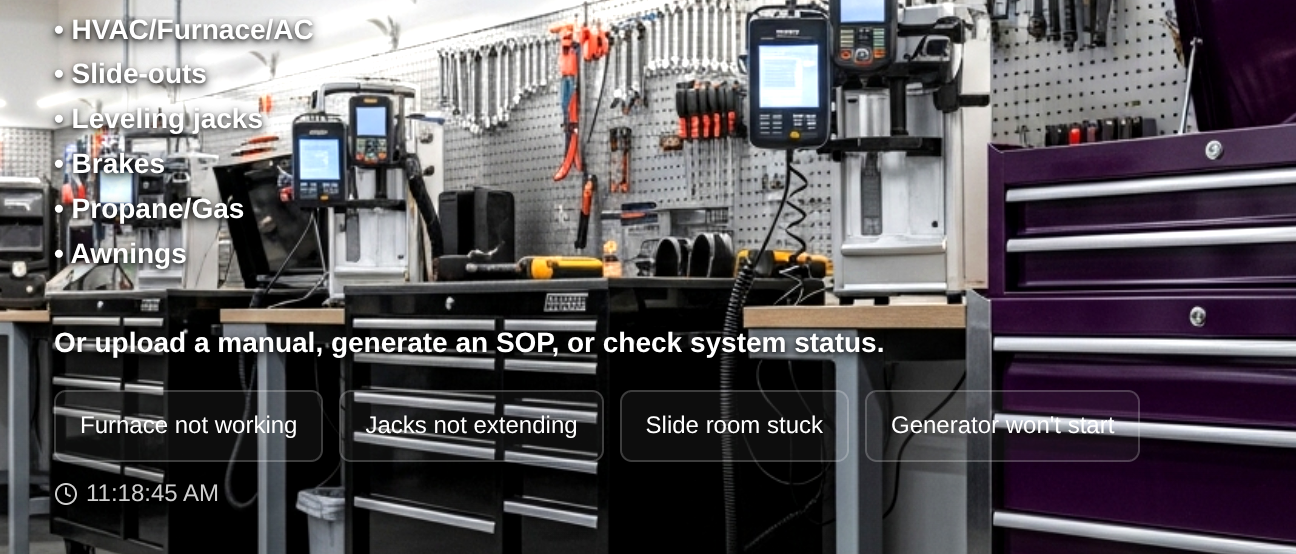 • HVAC/Furnace/AC
• Slide-outs
• Leveling jacks
• Brakes
• Propane/Gas
• Awnings
Or upload a manual, generate an SOP, or check system status.
Furnace not working
Jacks not extending
Slide room stuck
Generator won't start
11:18:45 AM